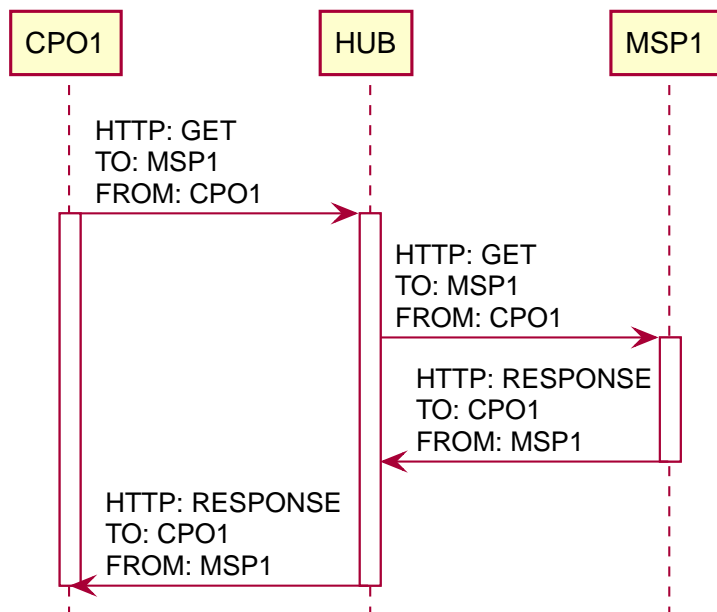 CPO1
HUB
MSP1
HTTP: GET
TO: MSP1
FROM: CPO1
HTTP: GET
TO: MSP1
FROM: CPO1
HTTP: RESPONSE
TO: CPO1
FROM: MSP1
HTTP: RESPONSE
TO: CPO1
FROM: MSP1